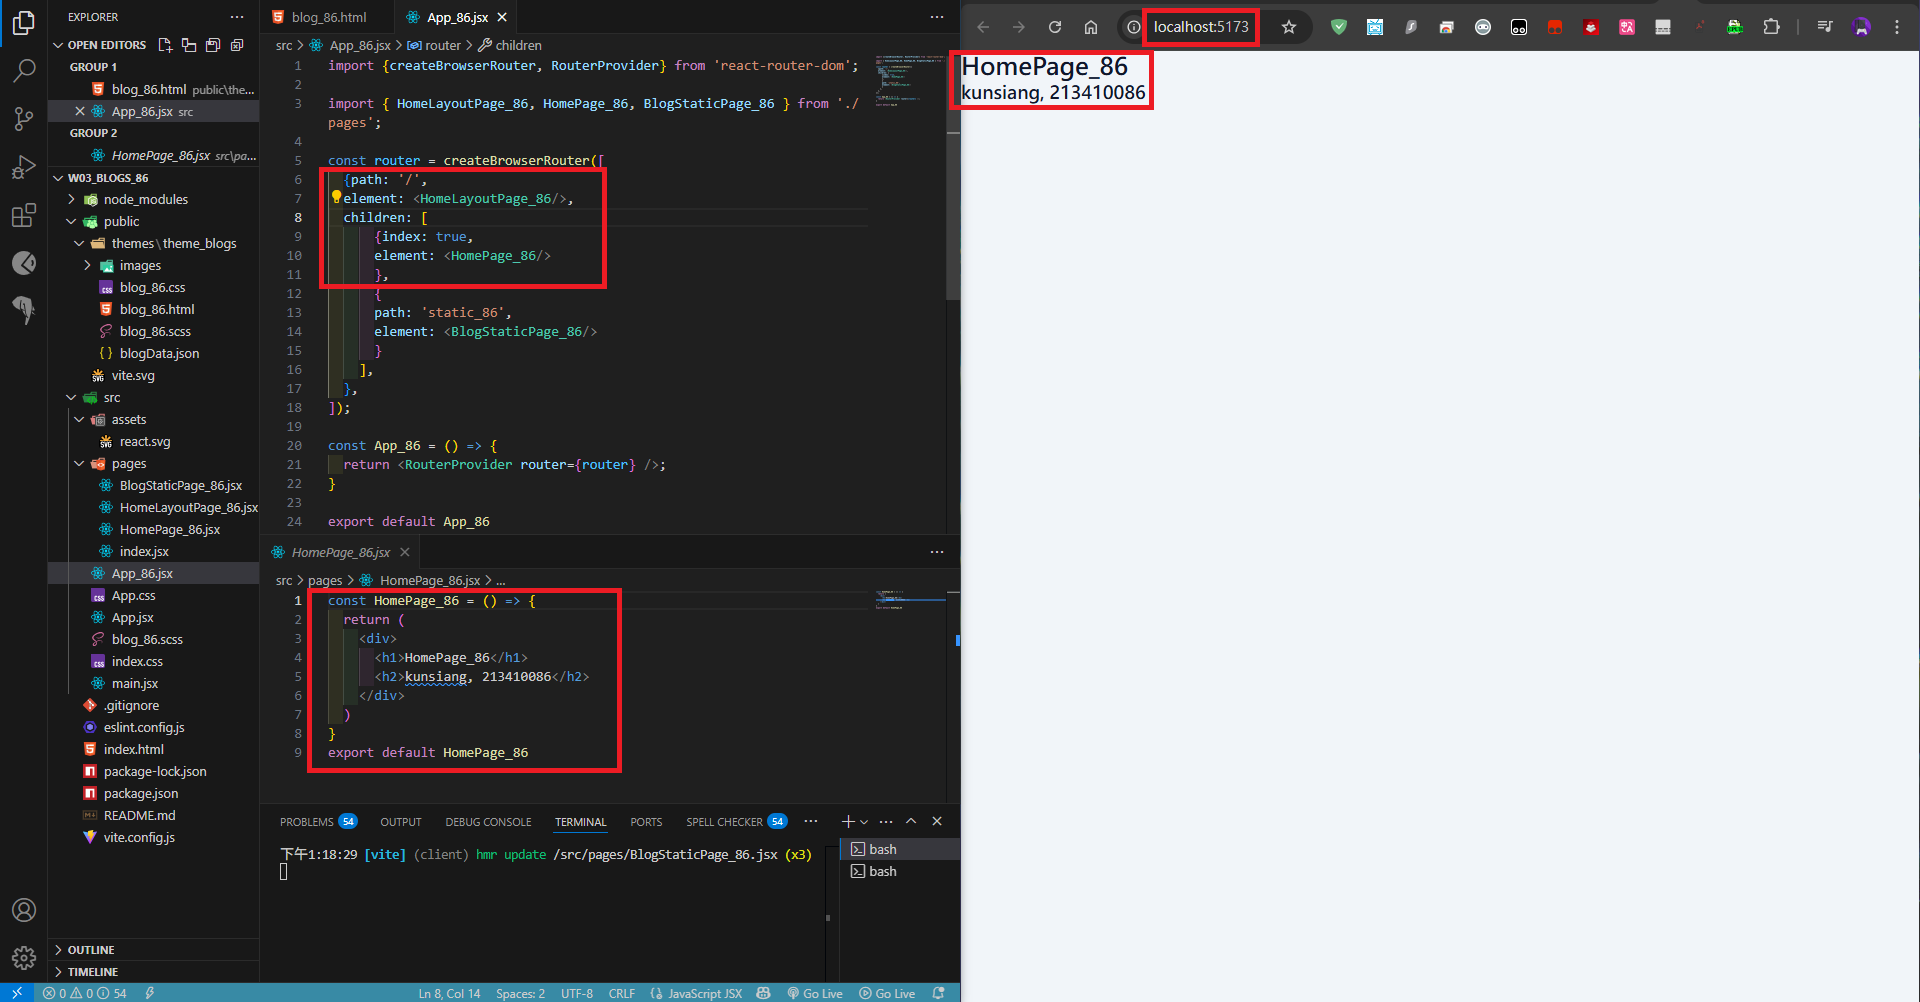 EXPLORER
OPEN EDITORS
GROUP 1
blog_86.html public\the...
App_86.jsx src
GROUP 2
HomePage_86.jsx src\pa...
W03_BLOGS_86
node_modules
public
themes\theme_blogs
images
blog_86.css
blog_86.html
blog_86.scss
{ } blogData.json
vite.svg
src
assets
react.svg
pages
BlogStaticPage_86.jsx
HomeLayoutPage_86.jsx
HomePage_86.jsx
index.jsx
App_86.jsx
App.css
App.jsx
blog_86.scss
index.css
main.jsx
.gitignore
eslint.config.js
index.html
package-lock.json
package.json
README.md
vite.config.js
OUTLINE
TIMELINE
blog_86.html
App_86.jsx
src > App_86.jsx > router > children
1 import {createBrowserRouter, RouterProvider} from 'react-router-dom';
2
3 import { HomeLayoutPage_86, HomePage_86, BlogStaticPage_86 } from './
pages';
4
5 const router = createBrowserRouter([
6 {path: '/',
7 element: <HomeLayoutPage_86/>,
8 children: [
9 {index: true,
10 element: <HomePage_86/>
11 },
12 {
13 path: 'static_86',
14 element: <BlogStaticPage_86/>
15 }
16 ],
17 },
18 ]);
19
20 const App_86 = () => {
21 return <RouterProvider router={router} />;
22 }
23
24 export default App_86
HomePage_86.jsx
src > pages > HomePage_86.jsx > ...
1 const HomePage_86 = () => {
2 return (
3 <div>
4 <h1>HomePage_86</h1>
5 <h2>kunsiang, 213410086</h2>
6 </div>
7 )
8 }
9 export default HomePage_86
PROBLEMS 54 OUTPUT DEBUG CONSOLE TERMINAL PORTS SPELL CHECKER 54
下午1:18:29 [vite] (client) hmr update /src/pages/BlogStaticPage_86.jsx (x3)
bash
bash
0 0 54
Ln 8, Col 14 Spaces: 2 UTF-8 CRLF JavaScript JSX Go Live Go Live
localhost:5173
HomePage_86
kunsiang, 213410086